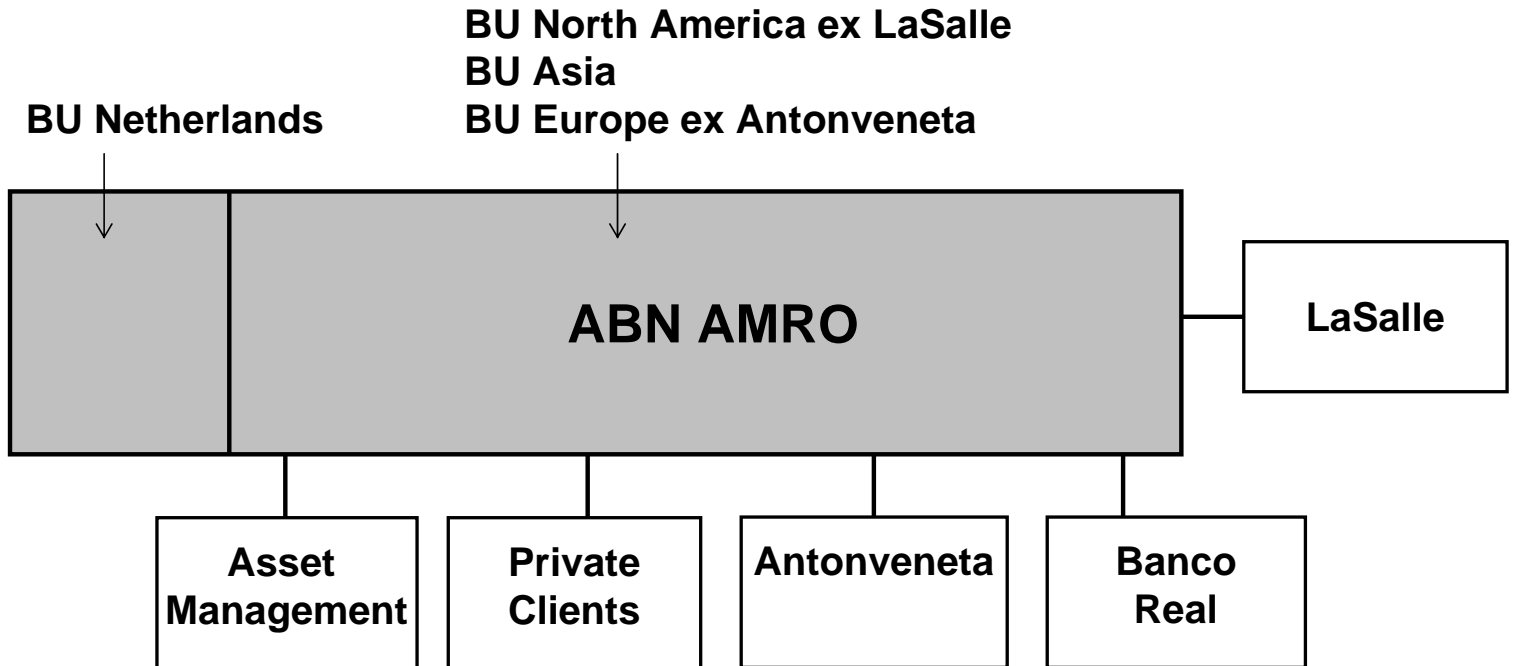 BU North America ex LaSalle
BU Asia
BU Netherlands
BU Europe ex Antonveneta
ABN AMRO
LaSalle
Asset
Management
Private
Clients
Antonveneta
Banco
Real